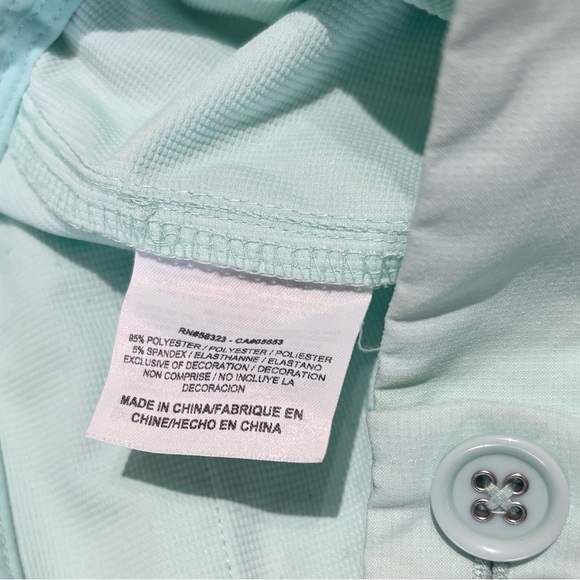 RN#56323 - CA#05553
95% POLYESTER / POLYESTER / POLIESTER
5% SPANDEX / ELASTHANNE / ELASTANO
EXCLUSIVE OF DECORATION / DECORATION
NON COMPRISE / NO INCLUYE LA
DECORACION
MADE IN CHINA/FABRIQUE EN
CHINE/HECHO EN CHINA